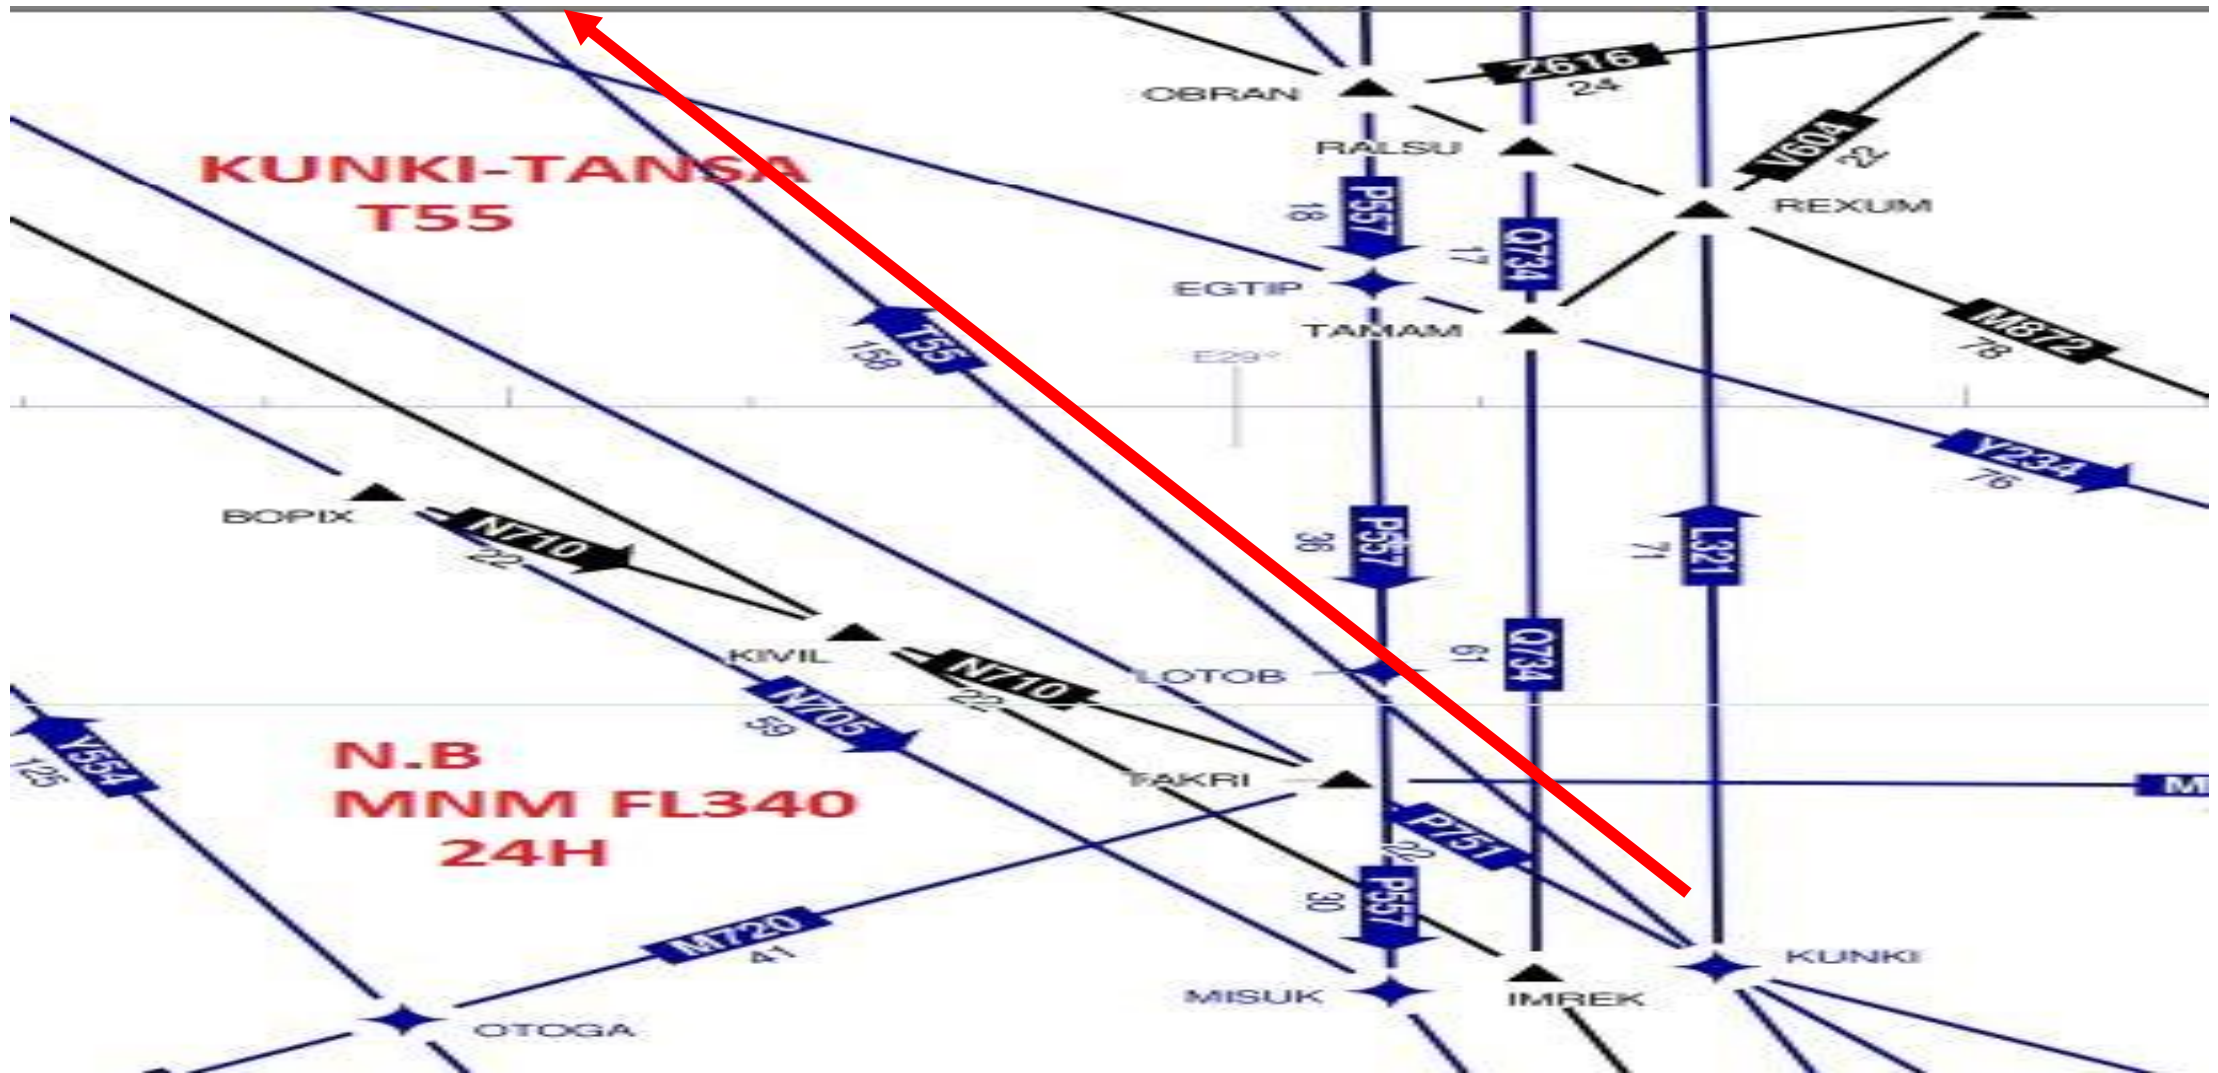 Z616
24
OBRAN
V604
22
RALSU
KUNKI-TANSA
T55
P557
18
REXUM
Q734
17
EGTIP
TAMAM
M872
78
T55
158
E29°
Y234
76
BOPIX
N710
22
P557
36
L321
71
KIVIL
Q734
61
N710
22
LOTOB
N705
59
N.B
MNM FL340
24H
Y554
125
TAKRI
M
P751
22
P557
30
M720
41
KUNKI
MISUK
IMREK
OTOGA